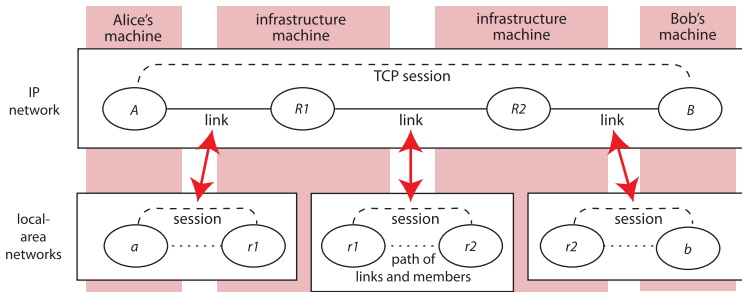 Alice's infrastructure infrastructure Bob's
machine machine machine machine
IP
network
TCP session
A R1 R2 B
link link link
local-
area
networks
session session session
a r1 r1 r2 r2 b
path of
links and members